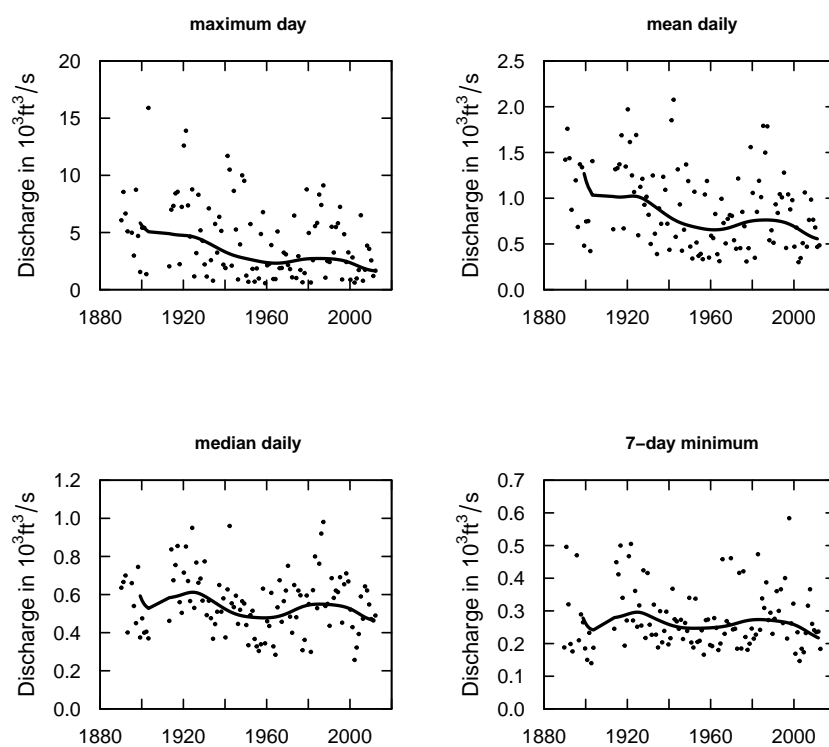 maximum day
Discharge in 10³ft³/s
20
15
10
5
0
1880 1920 1960 2000
mean daily
Discharge in 10³ft³/s
2.5
2.0
1.5
1.0
0.5
0.0
1880 1920 1960 2000
median daily
Discharge in 10³ft³/s
1.2
1.0
0.8
0.6
0.4
0.2
0.0
1880 1920 1960 2000
7−day minimum
Discharge in 10³ft³/s
0.7
0.6
0.5
0.4
0.3
0.2
0.1
0.0
1880 1920 1960 2000